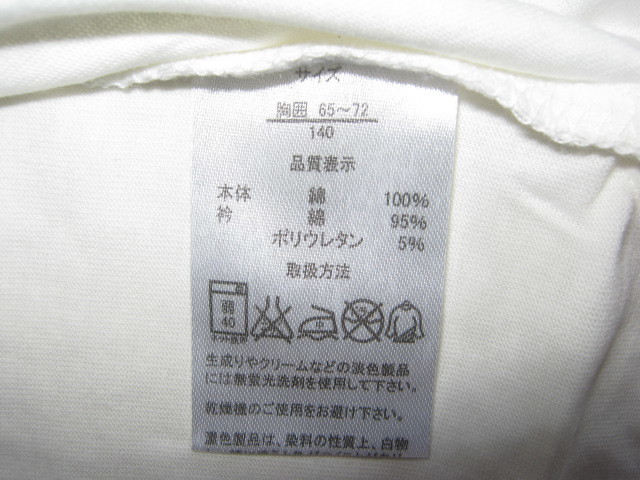 サイズ
胸囲 65～72
140
品質表示
本体 綿 100%
衿 綿 95%
ポリウレタン 5%
取扱方法
弱
40
中
生成りやクリームなどの淡色製品
には無蛍光洗剤を使用して下さい。
乾燥機のご使用をお避け下さい。
濃色製品は、染料の性質上、白物